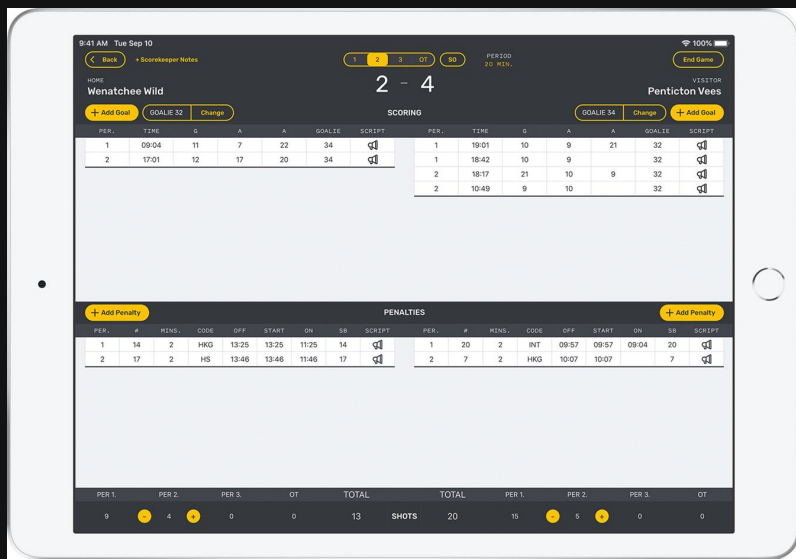 9:41 AM Tue Sep 10 100%
Back + Scorekeeper Notes 1 2 3 OT SO PERIOD 20 MIN. End Game
HOME VISITOR
Wenatchee Wild 2 - 4 Penticton Vees
+ Add Goal GOALIE 32 Change SCORING GOALIE 34 Change + Add Goal
PER. TIME G A A GOALIE SCRIPT PER. TIME G A A GOALIE SCRIPT
1 09:04 11 7 22 34 1 19:01 10 9 21 32
2 17:01 12 17 20 34 1 18:42 10 9 32
2 18:17 21 10 9 32
2 10:49 9 10 32
+ Add Penalty PENALTIES + Add Penalty
PER. # MINS. CODE OFF START ON SB SCRIPT PER. # MINS. CODE OFF START ON SB SCRIPT
1 14 2 HKG 13:25 13:25 11:25 14 1 20 2 INT 09:57 09:57 09:04 20
2 17 2 HS 13:46 13:46 11:46 17 2 7 2 HKG 10:07 10:07 7
PER 1. PER 2. PER 3. OT TOTAL TOTAL PER 1. PER 2. PER 3. OT
9 - 4 + 0 0 13 SHOTS 20 15 - 5 + 0 0